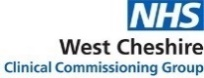 NHS
West Cheshire
Clinical Commissioning Group